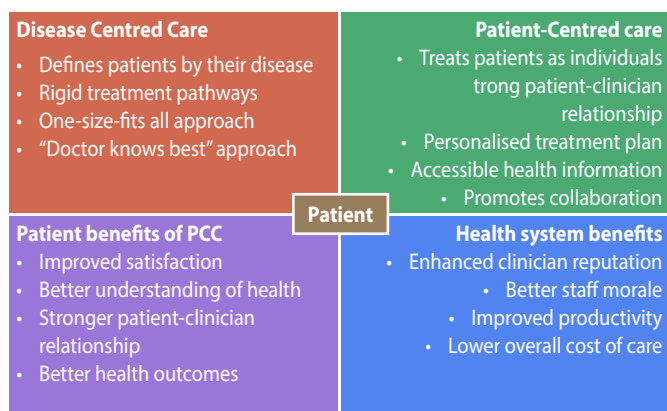 Disease Centred Care
• Defines patients by their disease
• Rigid treatment pathways
• One-size-fits all approach
• “Doctor knows best” approach
Patient-Centred care
• Treats patients as individuals
trong patient-clinician
relationship
• Personalised treatment plan
• Accessible health information
• Promotes collaboration
Patient
Patient benefits of PCC
• Improved satisfaction
• Better understanding of health
• Stronger patient-clinician
relationship
• Better health outcomes
Health system benefits
• Enhanced clinician reputation
• Better staff morale
• Improved productivity
• Lower overall cost of care